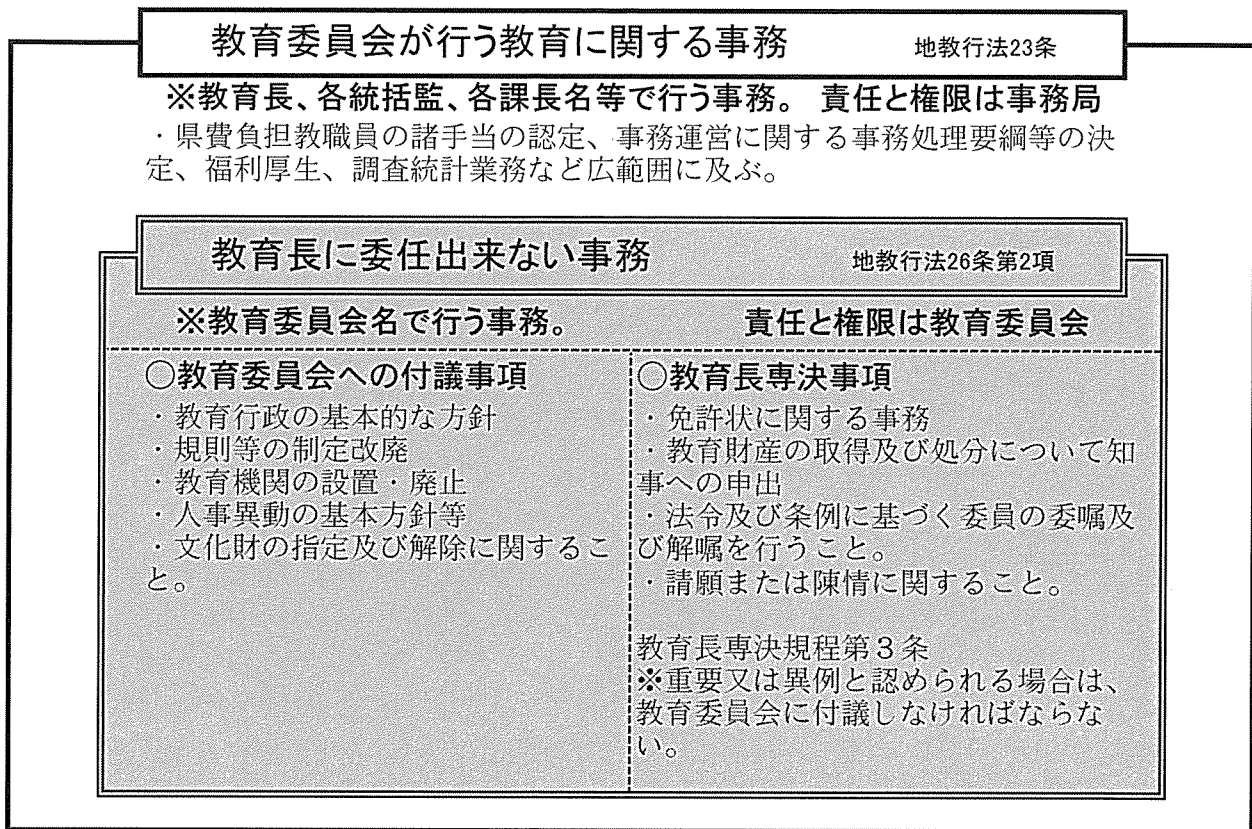 教育委員会が行う教育に関する事務 地教行法23条
※教育長、各統括監、各課長名等で行う事務。 責任と権限は事務局
・県費負担教職員の諸手当の認定、事務運営に関する事務処理要綱等の決
定、福利厚生、調査統計業務など広範囲に及ぶ。
教育長に委任出来ない事務 地教行法26条第2項
※教育委員会名で行う事務。 責任と権限は教育委員会
○教育委員会への付議事項
・教育行政の基本的な方針
・規則等の制定改廃
・教育機関の設置・廃止
・人事異動の基本方針等
・文化財の指定及び解除に関するこ
と。
○教育長専決事項
・免許状に関する事務
・教育財産の取得及び処分について知
事への申出
・法令及び条例に基づく委員の委嘱及
び解嘱を行うこと。
・請願または陳情に関すること。
教育長専決規程第3条
※重要又は異例と認められる場合は、
教育委員会に付議しなければならな
い。